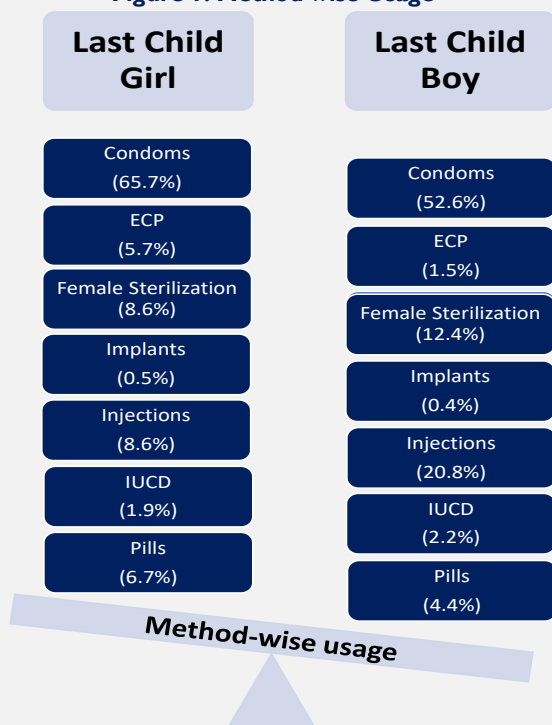 Last Child
Girl
Condoms
(65.7%)
ECP
(5.7%)
Female Sterilization
(8.6%)
Implants
(0.5%)
Injections
(8.6%)
IUCD
(1.9%)
Pills
(6.7%)
Last Child
Boy
Condoms
(52.6%)
ECP
(1.5%)
Female Sterilization
(12.4%)
Implants
(0.4%)
Injections
(20.8%)
IUCD
(2.2%)
Pills
(4.4%)
Method-wise usage